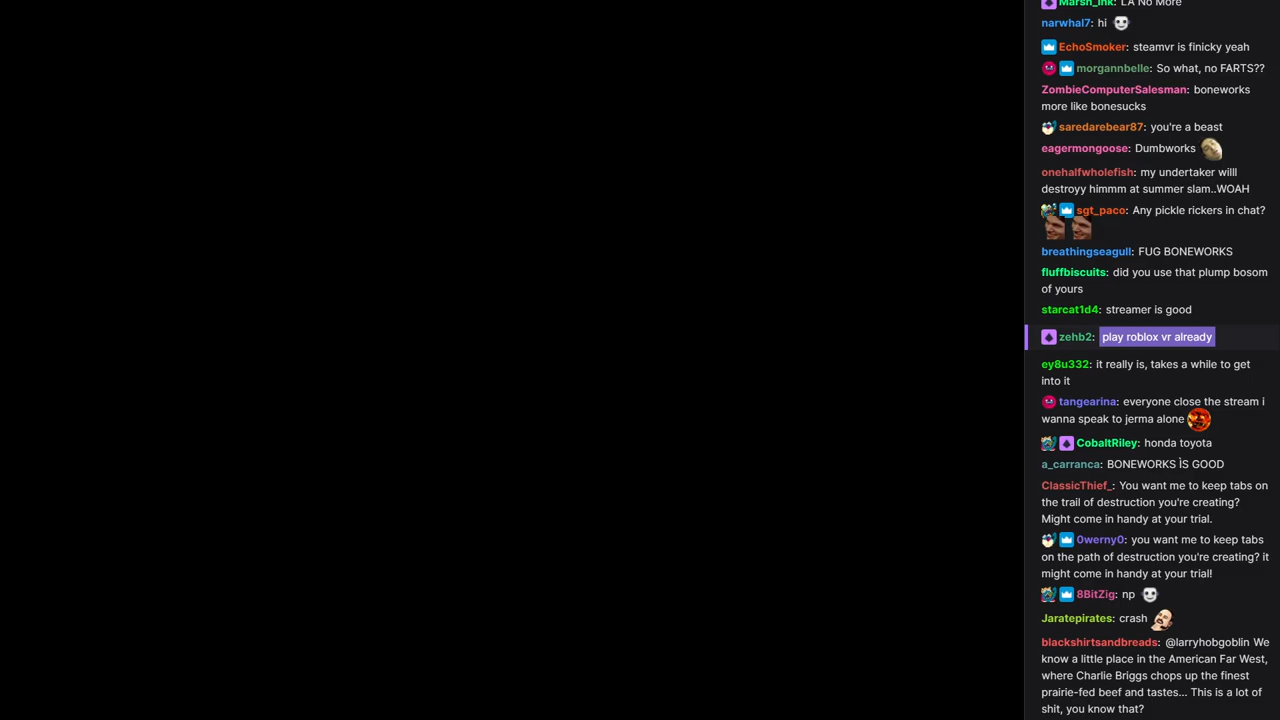 Marsh_Ink: LA No More
narwhal7: hi
EchoSmoker: steamvr is finicky yeah
morgannbelle: So what, no FARTS??
ZombieComputerSalesman: boneworks
more like bonesucks
saredarebear87: you're a beast
eagermongoose: Dumbworks
onehalfwholefish: my undertaker willl
destroyy himmm at summer slam..WOAH
sgt_paco: Any pickle rickers in chat?
breathingseagull: FUG BONEWORKS
fluffbiscuits: did you use that plump bosom
of yours
starcat1d4: streamer is good
zehb2: play roblox vr already
ey8u332: it really is, takes a while to get
into it
tangearina: everyone close the stream i
wanna speak to jerma alone
CobaltRiley: honda toyota
a_carranca: BONEWORKS ÌS GOOD
ClassicThief_: You want me to keep tabs on
the trail of destruction you're creating?
Might come in handy at your trial.
0werny0: you want me to keep tabs
on the path of destruction you're creating? it
might come in handy at your trial!
8BitZig: np
Jaratepirates: crash
blackshirtsandbreads: @larryhobgoblin We
know a little place in the American Far West,
where Charlie Briggs chops up the finest
prairie-fed beef and tastes... This is a lot of
shit, you know that?